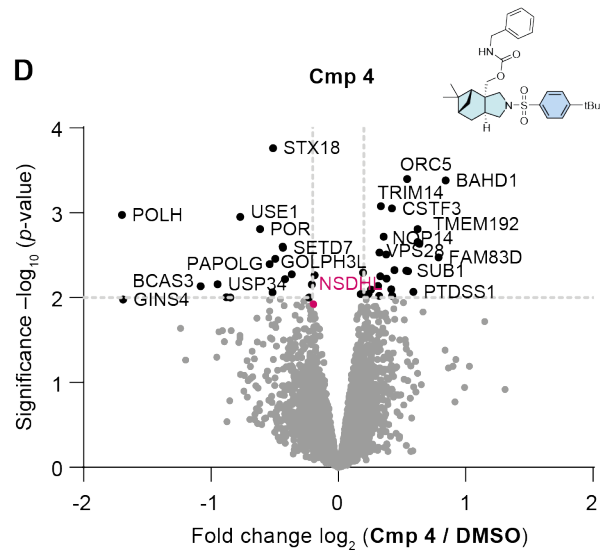 D
Cmp 4
HN
O
O
N
S
O
O
tBu
H
Significance –log10 (p-value)
4
3
2
1
0
STX18
ORC5
BAHD1
TRIM14
CSTF3
POLH
USE1
POR
TMEM192
NOP14
SETD7
VPS28
FAM83D
PAPOLG
GOLPH3L
SUB1
BCAS3
USP34
NSDHL
PTDSS1
GINS4
-2
-1
0
1
2
Fold change log2 (Cmp 4 / DMSO)